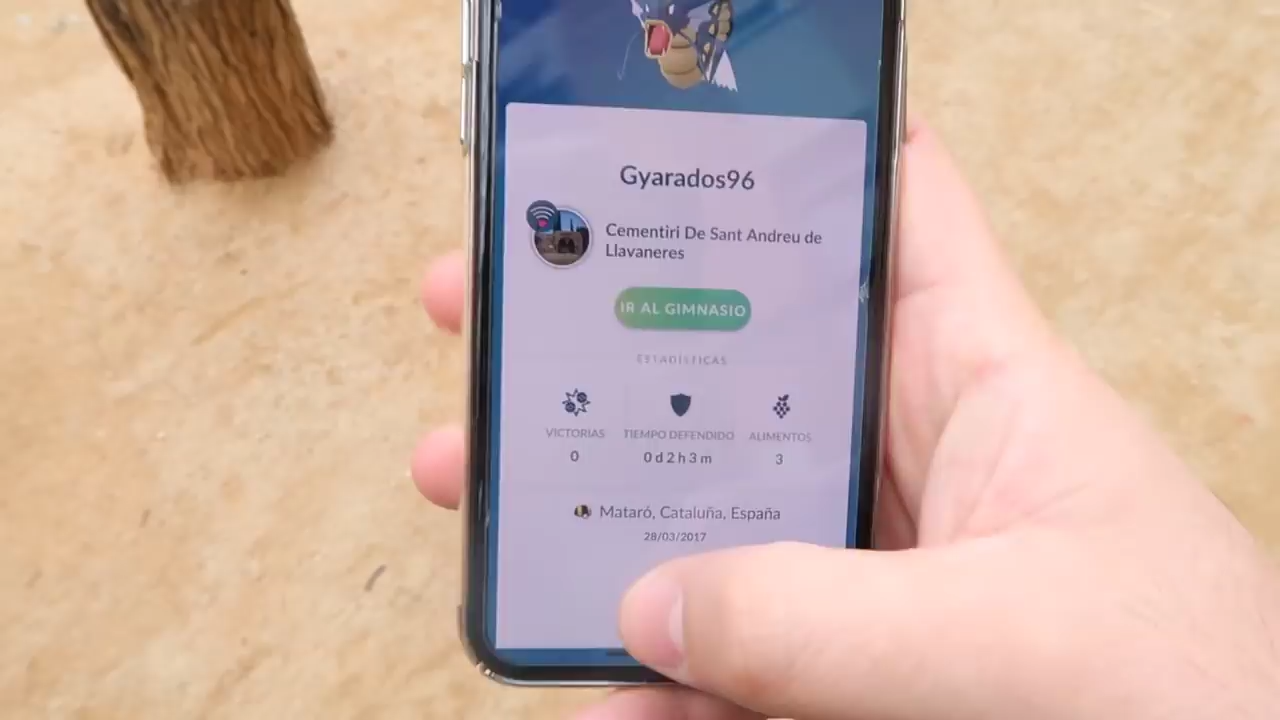 Gyarados96
Cementiri De Sant Andreu de
Llavaneres
IR AL GIMNASIO
ESTADÍSTICAS
VICTORIAS
TIEMPO DEFENDIDO
ALIMENTOS
0
0 d 2 h 3 m
3
Mataró, Cataluña, España
28/03/2017